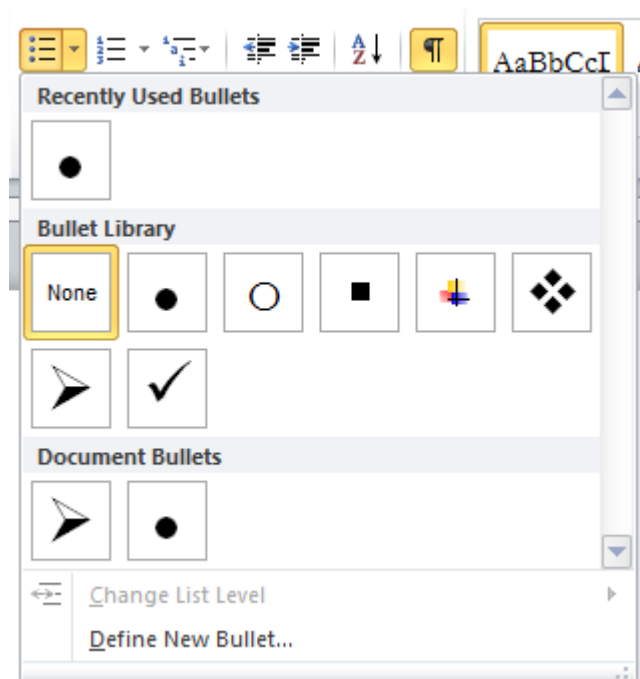 AaBbCcI
Recently Used Bullets
Bullet Library
None
Document Bullets
Change List Level
Define New Bullet...